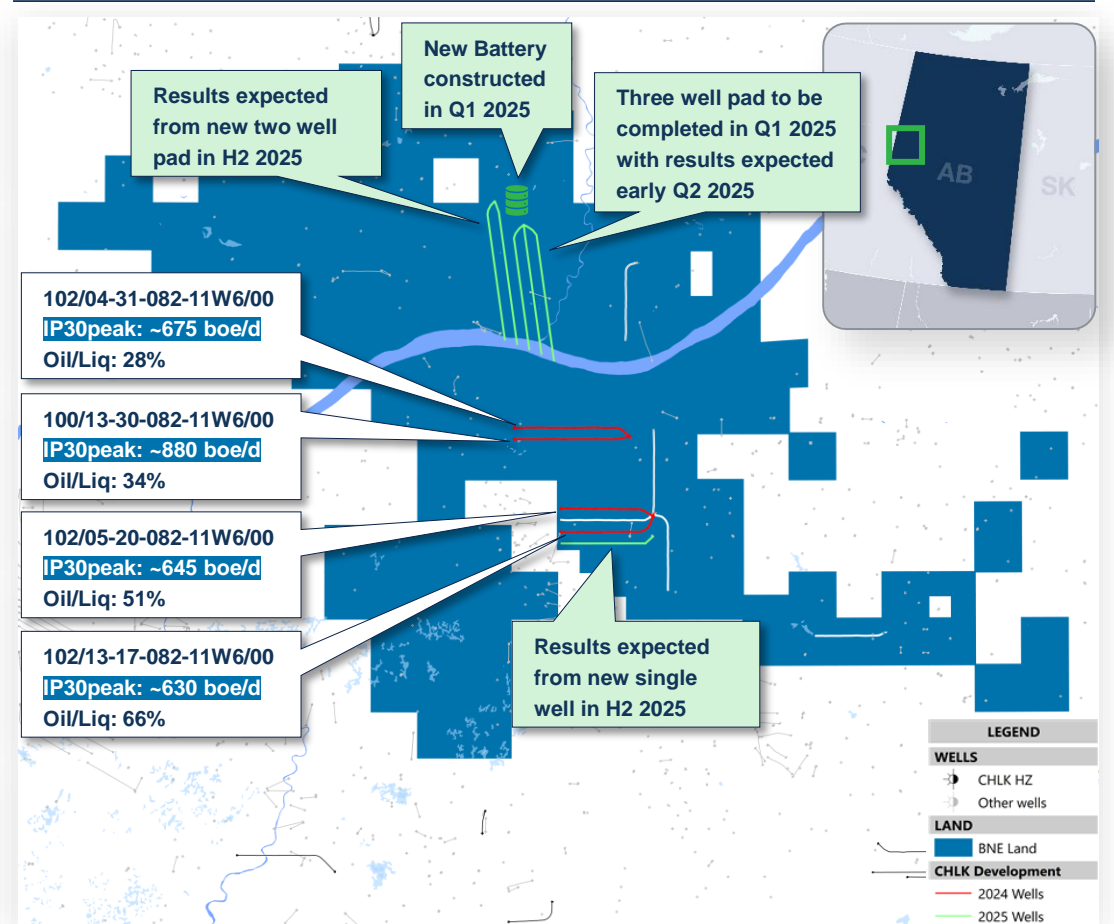 New Battery
constructed
in Q1 2025
Results expected
from new two well
pad in H2 2025
Three well pad to be
completed in Q1 2025
with results expected
early Q2 2025
AB
SK
102/04-31-082-11W6/00
IP30peak: ~675 boe/d
Oil/Liq: 28%
100/13-30-082-11W6/00
IP30peak: ~880 boe/d
Oil/Liq: 34%
102/05-20-082-11W6/00
IP30peak: ~645 boe/d
Oil/Liq: 51%
102/13-17-082-11W6/00
IP30peak: ~630 boe/d
Oil/Liq: 66%
Results expected
from new single
well in H2 2025
LEGEND
WELLS
CHLK HZ
Other wells
LAND
BNE Land
CHLK Development
2024 Wells
2025 Wells